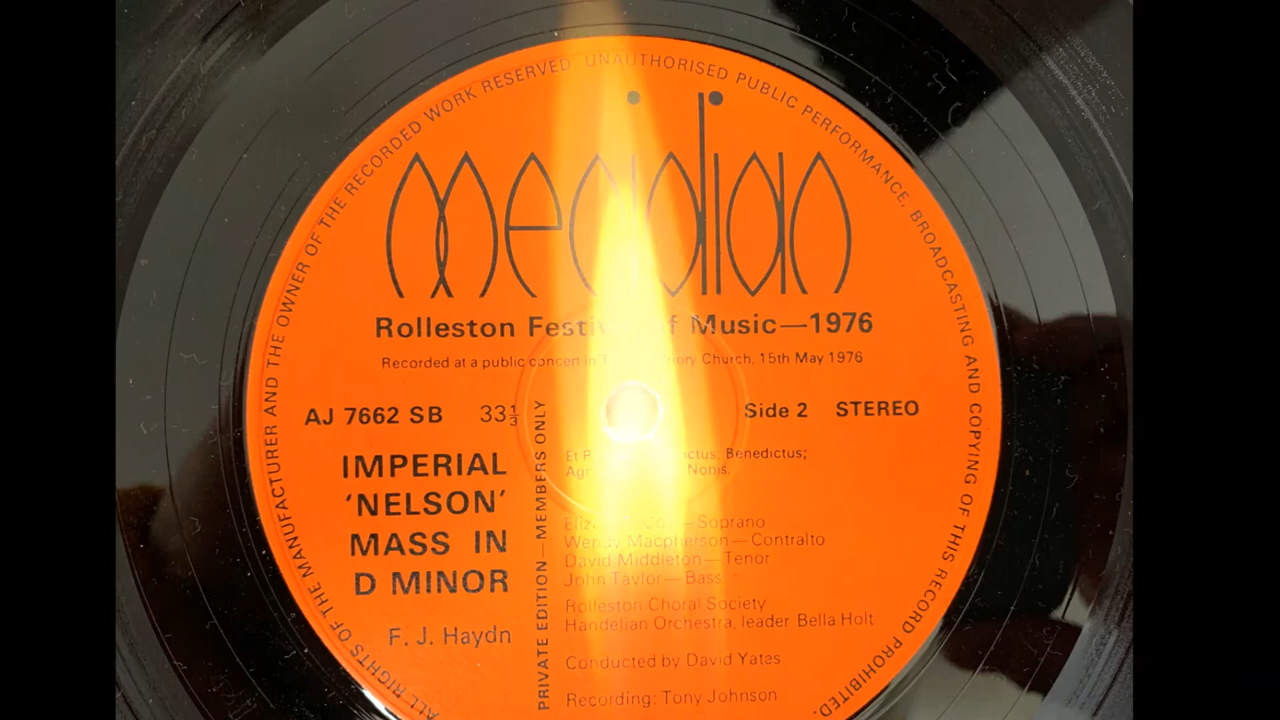 ALL RIGHTS OF THE MANUFACTURER AND THE OWNER OF THE RECORDED WORK RESERVED UNAUTHORISED PUBLIC PERFORMANCE, BROADCASTING AND COPYING OF THIS RECORD PROHIBITED.
meridian
Rolleston Festival of Music—1976
Recorded at a public concert in Church, 15th May 1976
AJ 7662 SB 33⅓ Side 2 STEREO
IMPERIAL
‘NELSON’
MASS IN
D MINOR
F. J. Haydn
PRIVATE EDITION—MEMBERS ONLY
Et Benedictus;
Nobis.
—Soprano
Wendy Macpherson—Contralto
David Middleton—Tenor
John Taylor—Bass
Rolleston Choral Society
Handelian Orchestra, leader Bella Holt
Conducted by David Yates
Recording: Tony Johnson